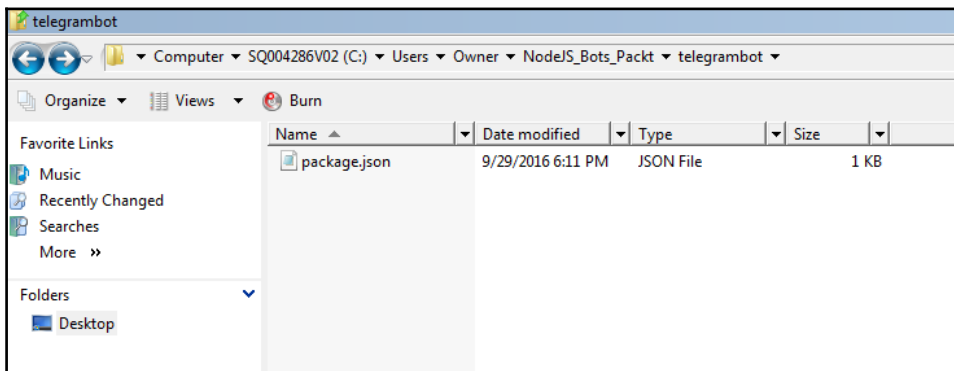 telegrambot
Computer SQ004286V02 (C:) Users Owner NodeJS_Bots_Packt telegrambot
Organize Views Burn
Favorite Links
Music
Recently Changed
Searches
More »
Folders
Desktop
Name Date modified Type Size
package.json 9/29/2016 6:11 PM JSON File 1 KB